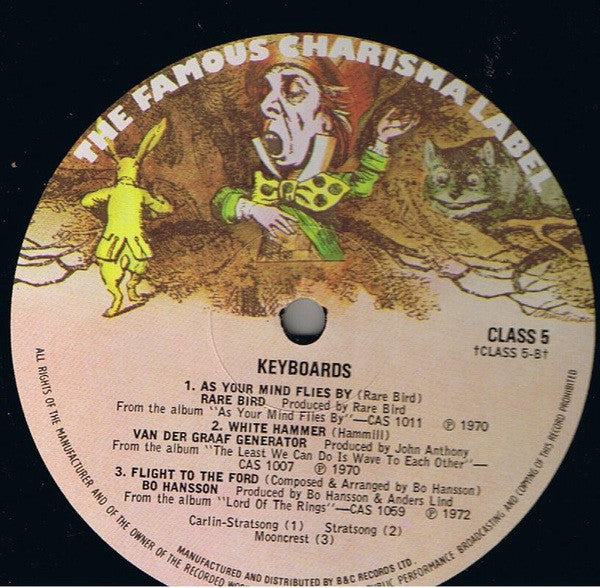 THE FAMOUS CHARISMA LABEL
CLASS 5
†CLASS 5-B†
KEYBOARDS
1. AS YOUR MIND FLIES BY (Rare Bird)
RARE BIRD Produced by Rare Bird
From the album "As Your Mind Flies By"—CAS 1011 ℗ 1970
2. WHITE HAMMER (Hammill)
VAN DER GRAAF GENERATOR Produced by John Anthony
From the album "The Least We Can Do Is Wave To Each Other"—
CAS 1007 ℗ 1970
3. FLIGHT TO THE FORD (Composed & Arranged by Bo Hansson)
BO HANSSON Produced by Bo Hansson & Anders Lind
From the album "Lord Of The Rings"—CAS 1059 ℗ 1972
Carlin-Stratsong (1) Stratsong (2)
Mooncrest (3)
MANUFACTURED AND DISTRIBUTED BY B&C RECORDS LTD.
ALL RIGHTS OF THE MANUFACTURER AND OF THE OWNER OF THE RECORDED
PUBLIC PERFORMANCE BROADCASTING AND COPYING OF THIS RECORD PROHIBITED